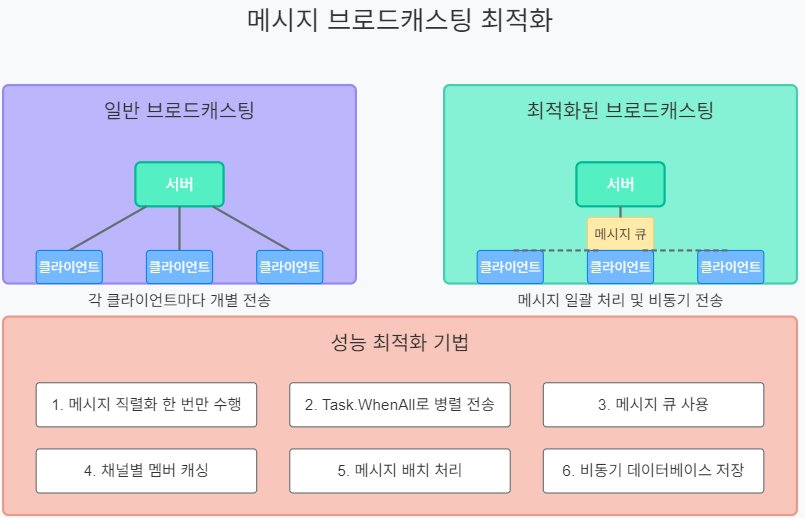 메시지 브로드캐스팅 최적화
일반 브로드캐스팅
서버
클라이언트
클라이언트
클라이언트
각 클라이언트마다 개별 전송
최적화된 브로드캐스팅
서버
메시지 큐
클라이언트
클라이언트
클라이언트
메시지 일괄 처리 및 비동기 전송
성능 최적화 기법
1. 메시지 직렬화 한 번만 수행
2. Task.WhenAll로 병렬 전송
3. 메시지 큐 사용
4. 채널별 멤버 캐싱
5. 메시지 배치 처리
6. 비동기 데이터베이스 저장